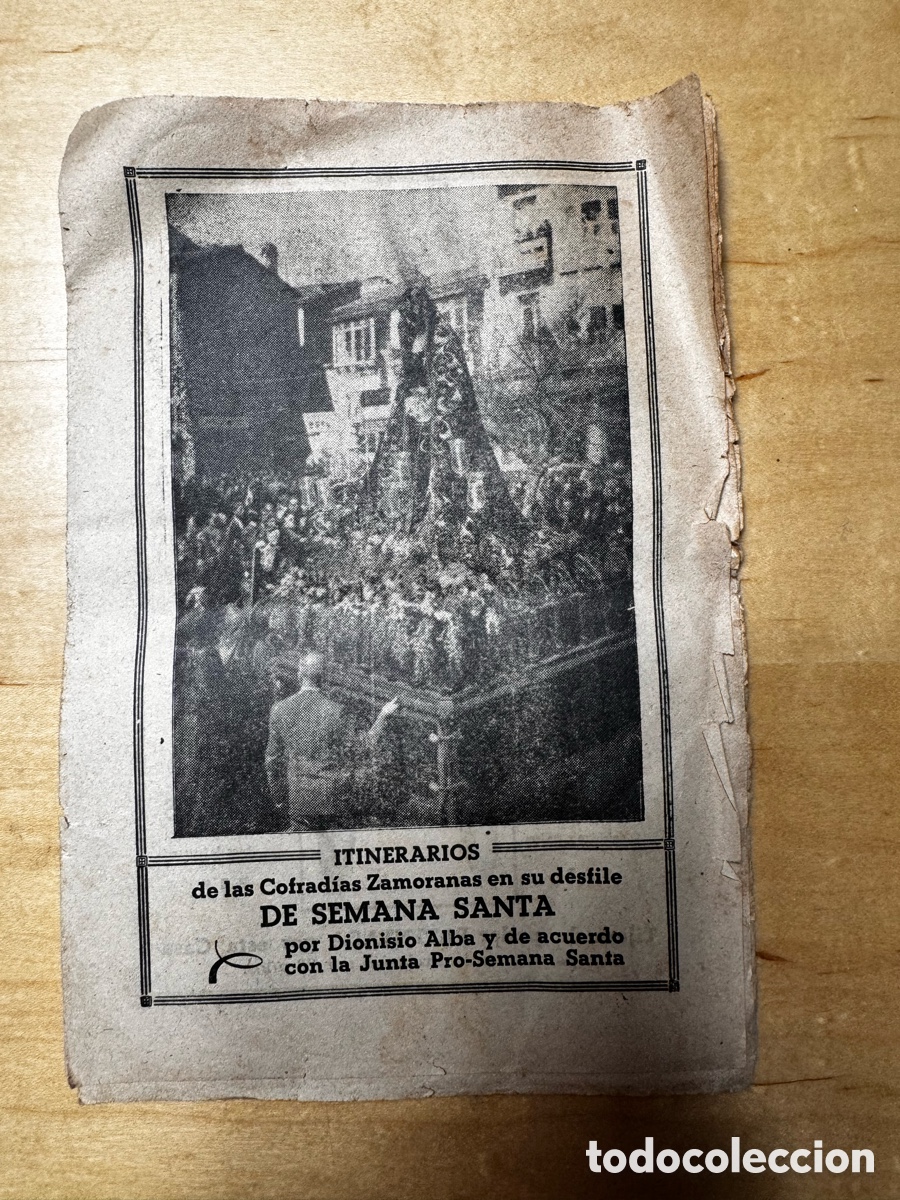 ITINERARIOS
de las Cofradías Zamoranas en su desfile
DE SEMANA SANTA
por Dionisio Alba y de acuerdo
con la Junta Pro-Semana Santa
todocoleccion